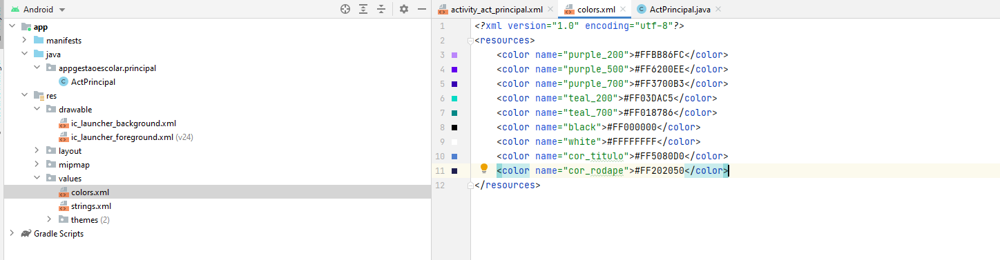 Android
app
manifests
java
appgestaoescolar.principal
ActPrincipal
res
drawable
ic_launcher_background.xml
ic_launcher_foreground.xml (v24)
layout
mipmap
values
colors.xml
strings.xml
themes (2)
Gradle Scripts
activity_act_principal.xml colors.xml ActPrincipal.java
1 <?xml version="1.0" encoding="utf-8"?>
2 <resources>
3 <color name="purple_200">#FFBB86FC</color>
4 <color name="purple_500">#FF6200EE</color>
5 <color name="purple_700">#FF3700B3</color>
6 <color name="teal_200">#FF03DAC5</color>
7 <color name="teal_700">#FF018786</color>
8 <color name="black">#FF000000</color>
9 <color name="white">#FFFFFFFF</color>
10 <color name="cor_titulo">#FF5080D0</color>
11 <color name="cor_rodape">#FF202050</color>
12 </resources>